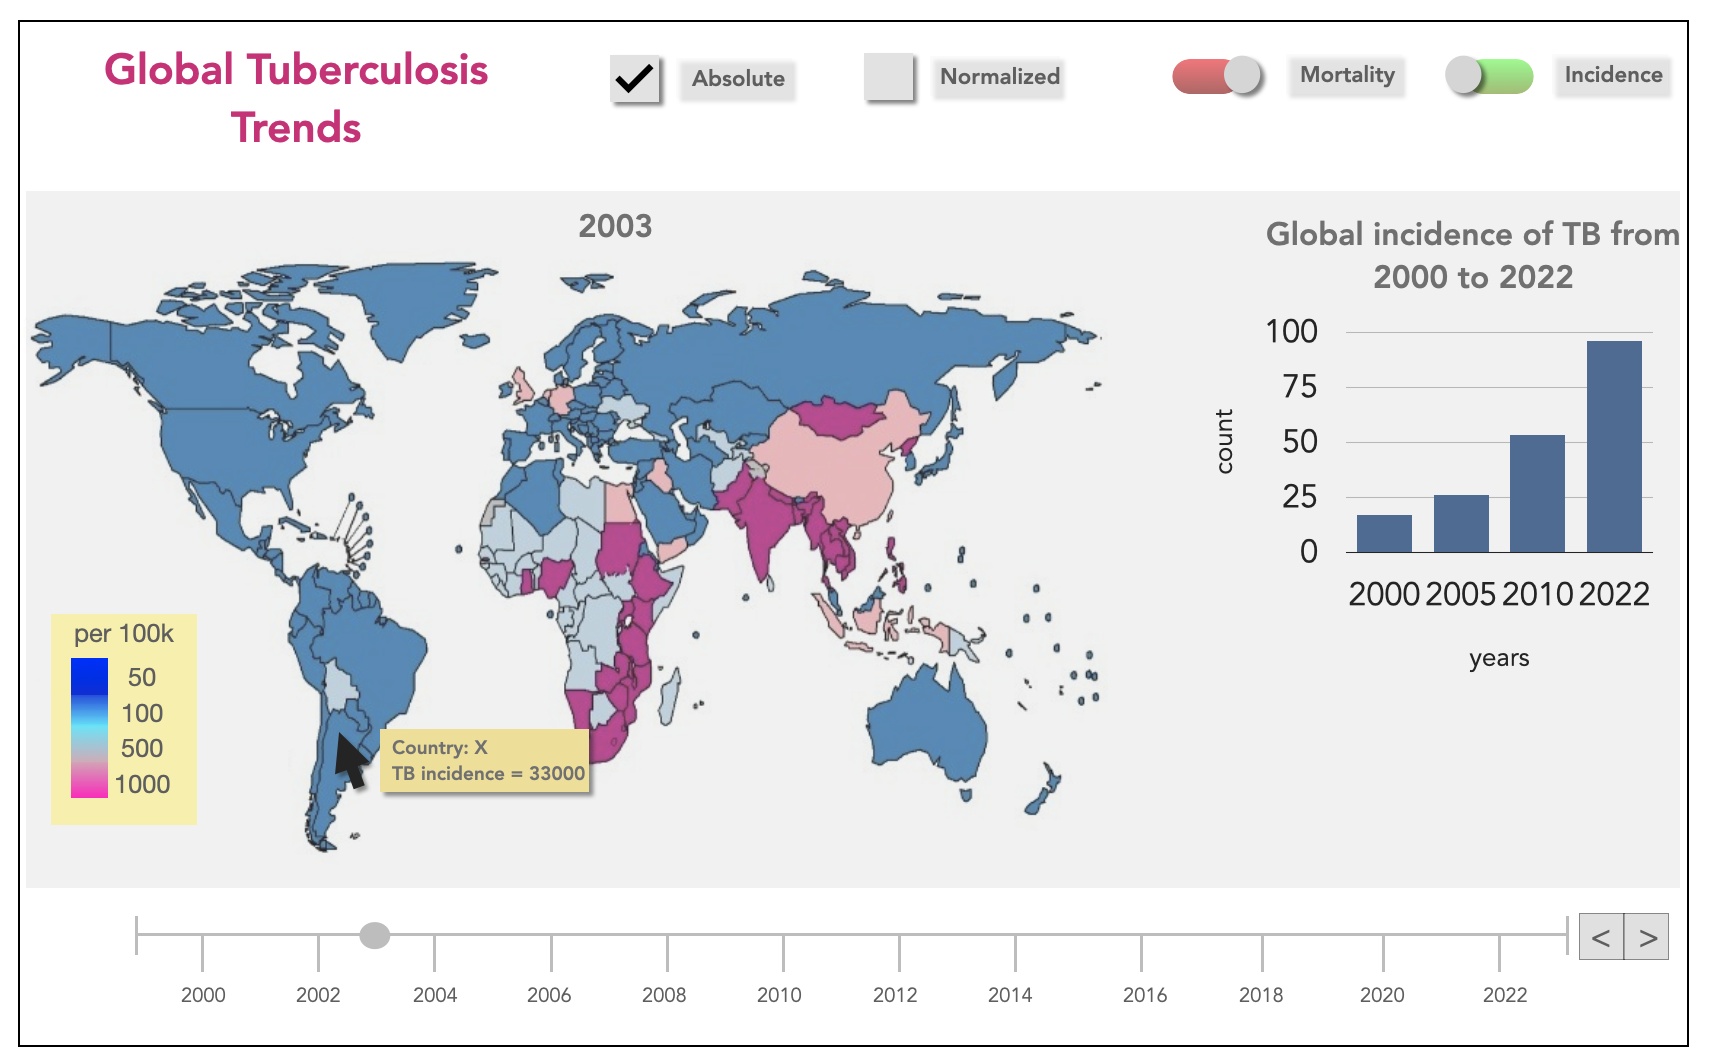 Global Tuberculosis
Trends
Absolute
Normalized
Mortality
Incidence
2003
Global incidence of TB from
2000 to 2022
100
75
50
25
0
count
2000 2005 2010 2022
years
per 100k
50
100
500
1000
Country: X
TB incidence = 33000
< >
2000 2002 2004 2006 2008 2010 2012 2014 2016 2018 2020 2022